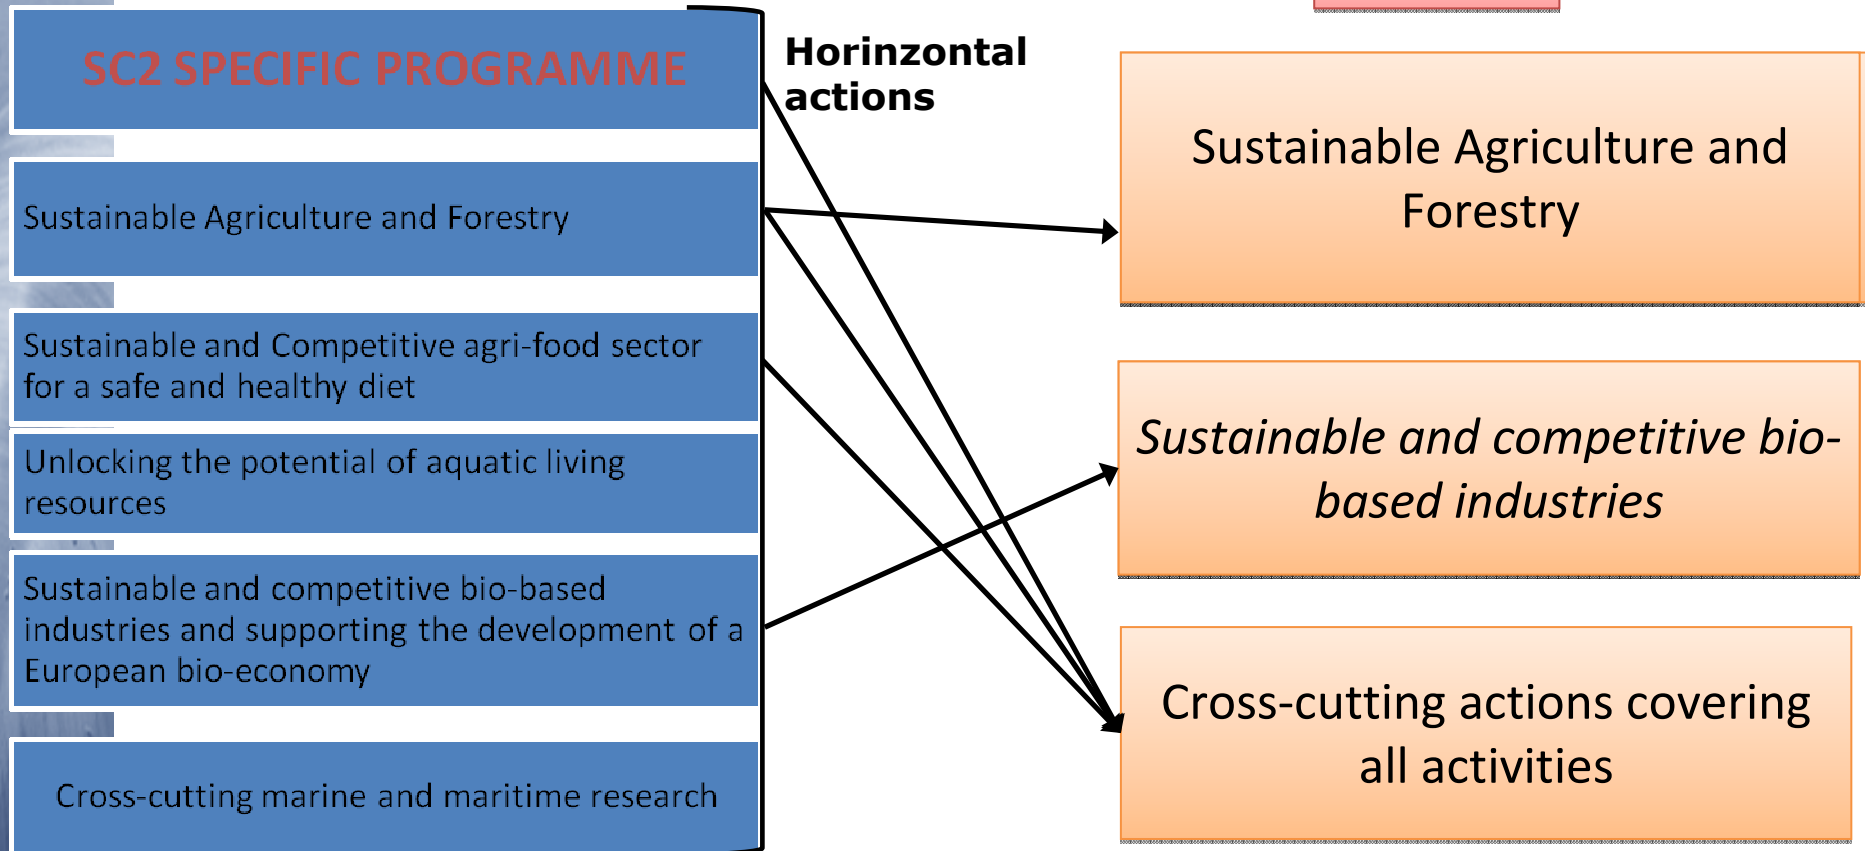 SC2 SPECIFIC PROGRAMME
Sustainable Agriculture and Forestry
Sustainable and Competitive agri-food sector
for a safe and healthy diet
Unlocking the potential of aquatic living
resources
Sustainable and competitive bio-based
industries and supporting the development of a
European bio-economy
Cross-cutting marine and maritime research
Horinzontal
actions
Sustainable Agriculture and
Forestry
Sustainable and competitive bio-
based industries
Cross-cutting actions covering
all activities